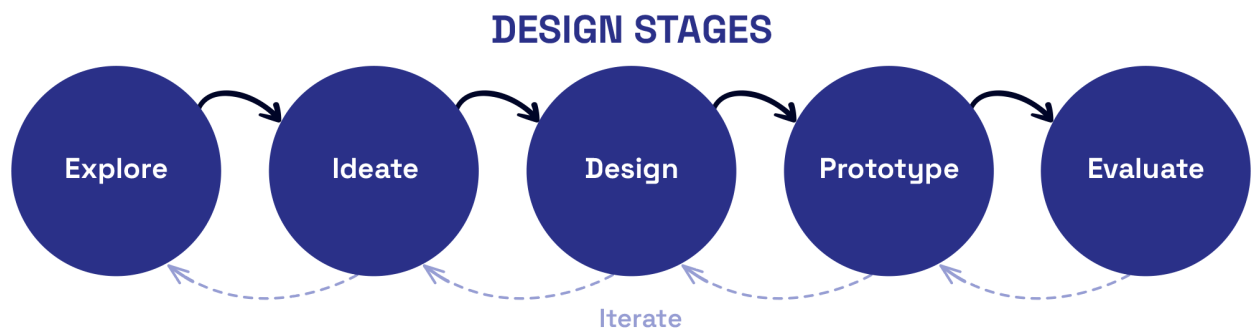 DESIGN STAGES
Explore
Ideate
Design
Prototype
Evaluate
Iterate